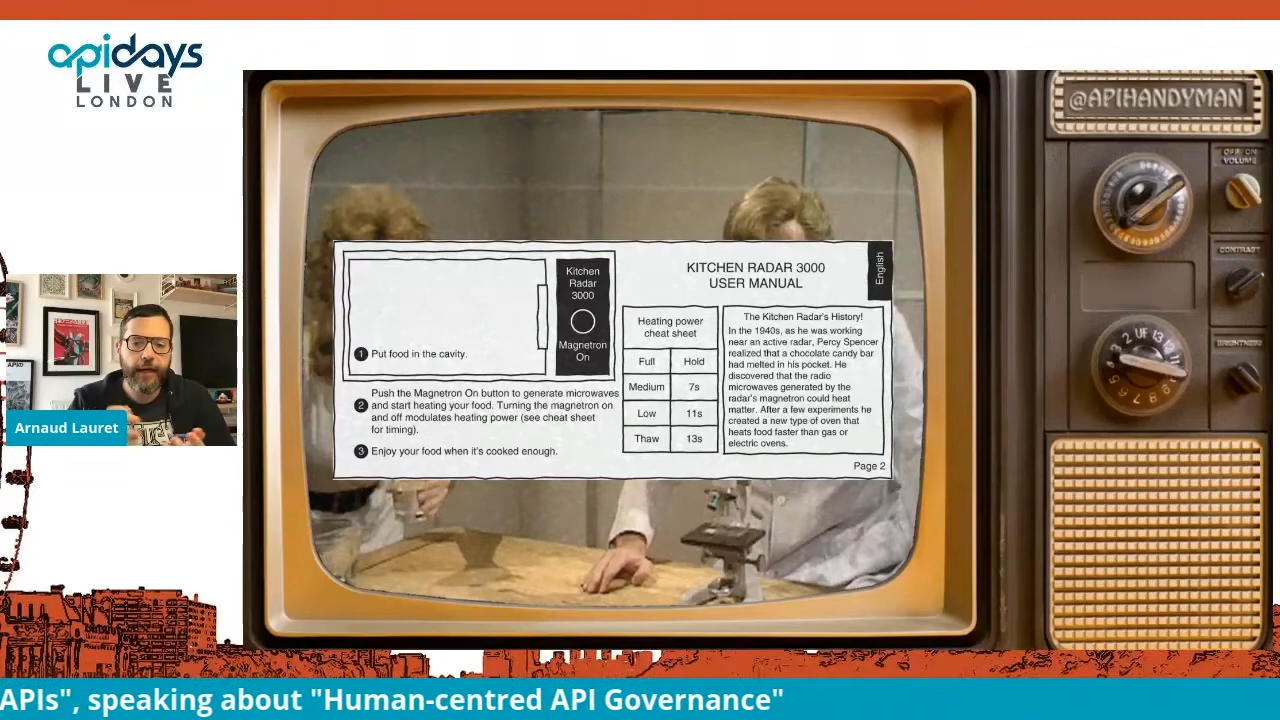 apidays
LIVE
LONDON
@APIHANDYMAN
OFF/ON
VOLUME
CONTRAST
BRIGHTNESS
UF
Kitchen
Radar
3000
Magnetron
On
1 Put food in the cavity.
2 Push the Magnetron On button to generate microwaves
and start heating your food. Turning the magnetron on
and off modulates heating power (see cheat sheet
for timing).
3 Enjoy your food when it's cooked enough.
KITCHEN RADAR 3000
USER MANUAL
English
Heating power
cheat sheet
Full Hold
Medium 7s
Low 11s
Thaw 13s
The Kitchen Radar's History!
In the 1940s, as he was working
near an active radar, Percy Spencer
realized that a chocolate candy bar
had melted in his pocket. He
discovered that the radio
microwaves generated by the
radar's magnetron could heat
matter. After a few experiments he
created a new type of oven that
heats food faster than gas or
electric ovens.
Page 2
Arnaud Lauret
APIs", speaking about "Human-centred API Governance"